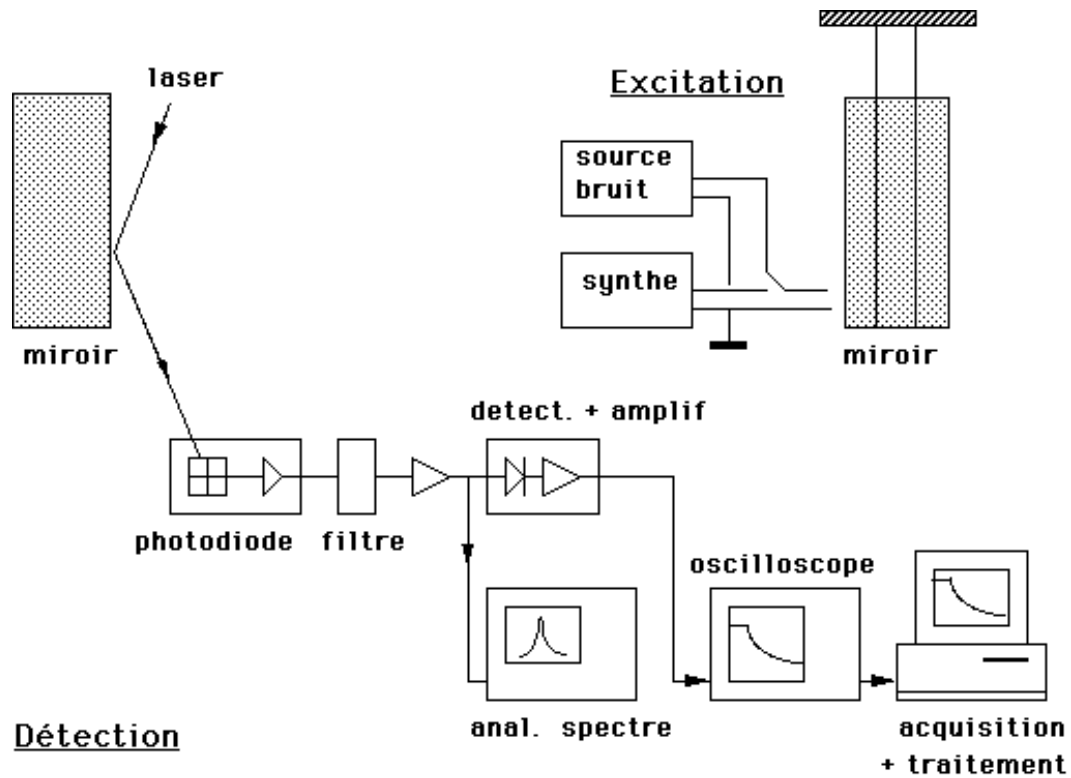 laser
Excitation
source
bruit
synthe
miroir
miroir
detect. + amplif
photodiode
filtre
oscilloscope
anal. spectre
acquisition
+ traitement
Détection